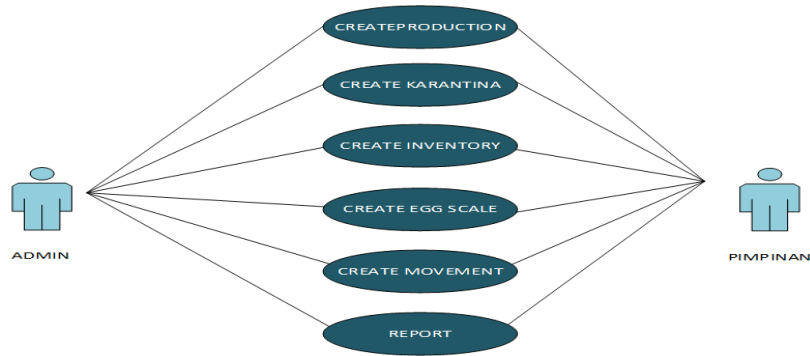 CREATEPRODUCTION
CREATE KARANTINA
CREATE INVENTORY
CREATE EGG SCALE
ADMIN
PIMPINAN
CREATE MOVEMENT
REPORT